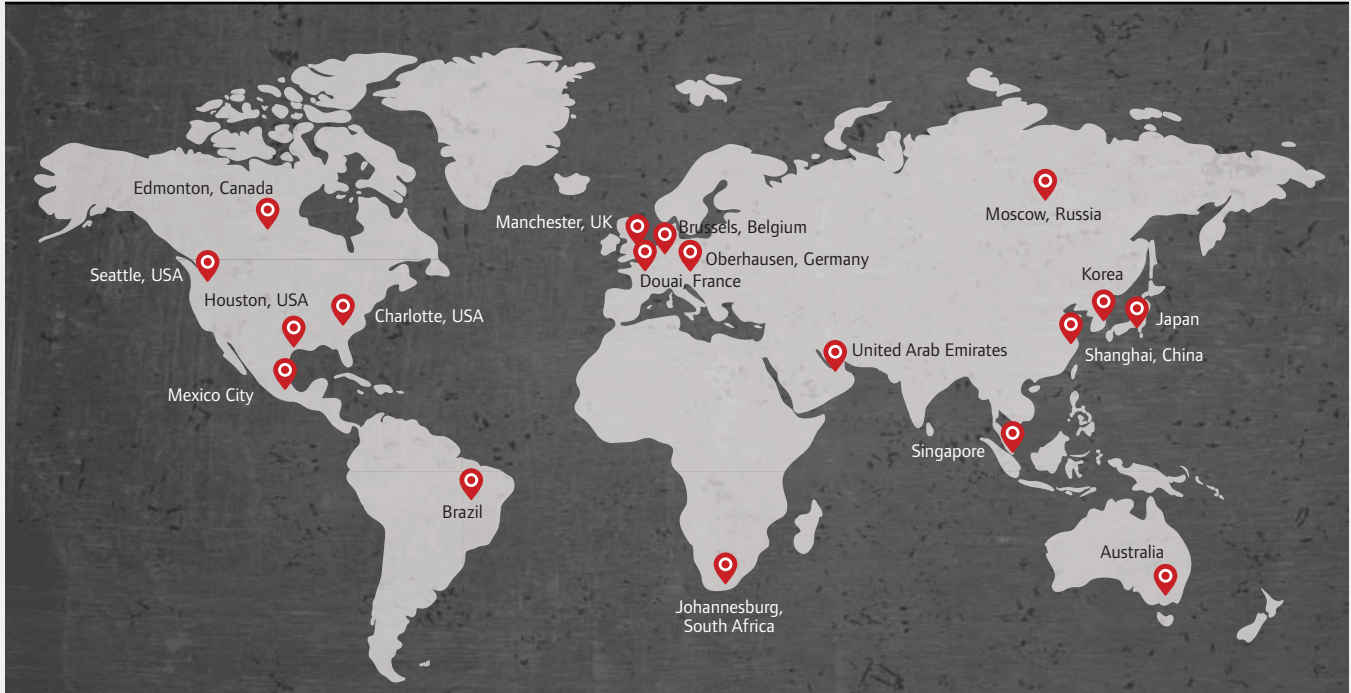 Edmonton, Canada
Moscow, Russia
Manchester, UK
Brussels, Belgium
Oberhausen, Germany
Seattle, USA
Korea
Douai, France
Houston, USA
Charlotte, USA
Japan
United Arab Emirates
Shanghai, China
Mexico City
Singapore
Brazil
Australia
Johannesburg,
South Africa